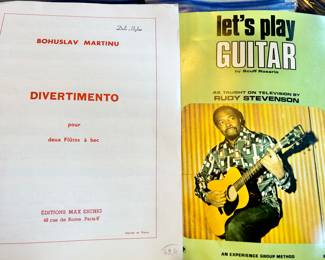 BOHUSLAV MARTINU
DIVERTIMENTO
pour
deux Flûtes à bec
ÉDITIONS MAX ESCHIG
48 rue de Rome Paris-8e
let's play
GUITAR
AS TAUGHT ON TELEVISION BY
RUDY STEVENSON
AN EXPERIENCE GROUP METHOD